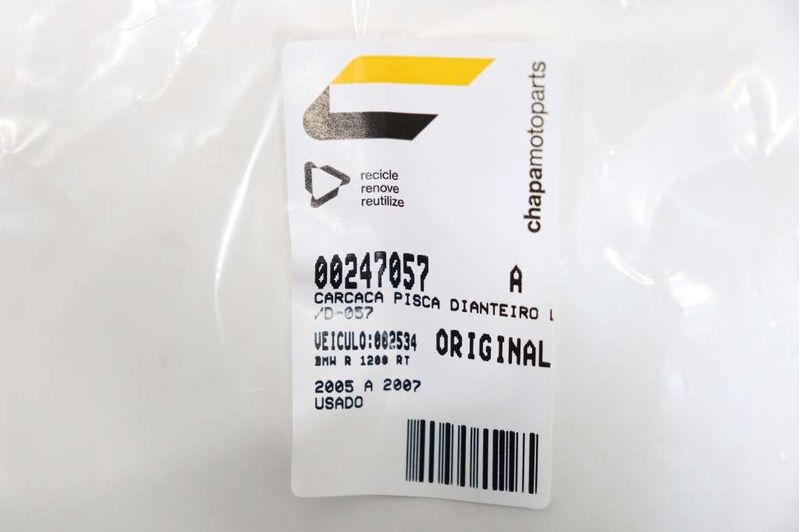 chapamotoparts
recicle
renove
reutilize
00247057 A
CARCACA PISCA DIANTEIRO L
/D-057
VEICULO:002534 ORIGINAL
BMW R 1200 RT
2005 A 2007
USADO